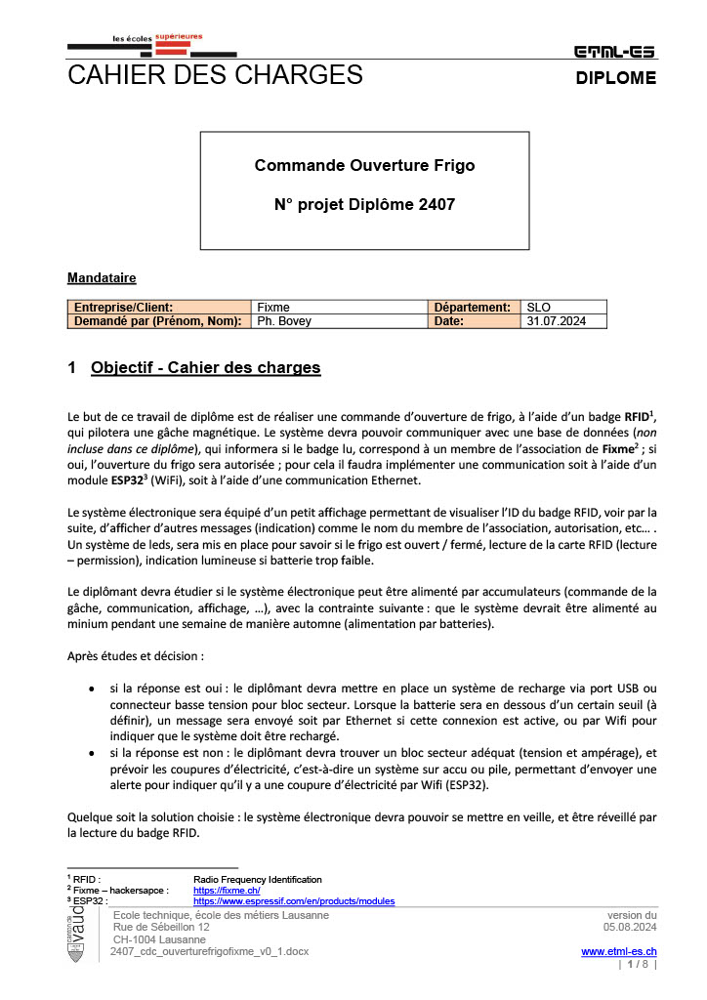 les écoles supérieures
ETML-ES
CAHIER DES CHARGES DIPLOME
Commande Ouverture Frigo
N° projet Diplôme 2407
Mandataire
Entreprise/Client: Fixme Département: SLO
Demandé par (Prénom, Nom): Ph. Bovey Date: 31.07.2024
1 Objectif - Cahier des charges
Le but de ce travail de diplôme est de réaliser une commande d’ouverture de frigo, à l’aide d’un badge RFID¹,
qui pilotera une gâche magnétique. Le système devra pouvoir communiquer avec une base de données (non
incluse dans ce diplôme), qui informera si le badge lu, correspond à un membre de l’association de Fixme² ; si
oui, l’ouverture du frigo sera autorisée ; pour cela il faudra implémenter une communication soit à l’aide d’un
module ESP32³ (WiFi), soit à l’aide d’une communication Ethernet.
Le système électronique sera équipé d’un petit affichage permettant de visualiser l’ID du badge RFID, voir par la
suite, d’afficher d’autres messages (indication) comme le nom du membre de l’association, autorisation, etc… .
Un système de leds, sera mis en place pour savoir si le frigo est ouvert / fermé, lecture de la carte RFID (lecture
– permission), indication lumineuse si batterie trop faible.
Le diplômant devra étudier si le système électronique peut être alimenté par accumulateurs (commande de la
gâche, communication, affichage, …), avec la contrainte suivante : que le système devrait être alimenté au
minium pendant une semaine de manière automne (alimentation par batteries).
Après études et décision :
• si la réponse est oui : le diplômant devra mettre en place un système de recharge via port USB ou
connecteur basse tension pour bloc secteur. Lorsque la batterie sera en dessous d’un certain seuil (à
définir), un message sera envoyé soit par Ethernet si cette connexion est active, ou par Wifi pour
indiquer que le système doit être rechargé.
• si la réponse est non : le diplômant devra trouver un bloc secteur adéquat (tension et ampérage), et
prévoir les coupures d’électricité, c’est-à-dire un système sur accu ou pile, permettant d’envoyer une
alerte pour indiquer qu’il y a une coupure d’électricité par Wifi (ESP32).
Quelque soit la solution choisie : le système électronique devra pouvoir se mettre en veille, et être réveillé par
la lecture du badge RFID.
¹ RFID : Radio Frequency Identification
² Fixme – hackersapce : https://fixme.ch/
³ ESP32 : https://www.espressif.com/en/products/modules
canton de vaud
Ecole technique, école des métiers Lausanne version du
Rue de Sébeillon 12 05.08.2024
CH-1004 Lausanne
2407_cdc_ouverturefrigofixme_v0_1.docx www.etml-es.ch
| 1 / 8 |